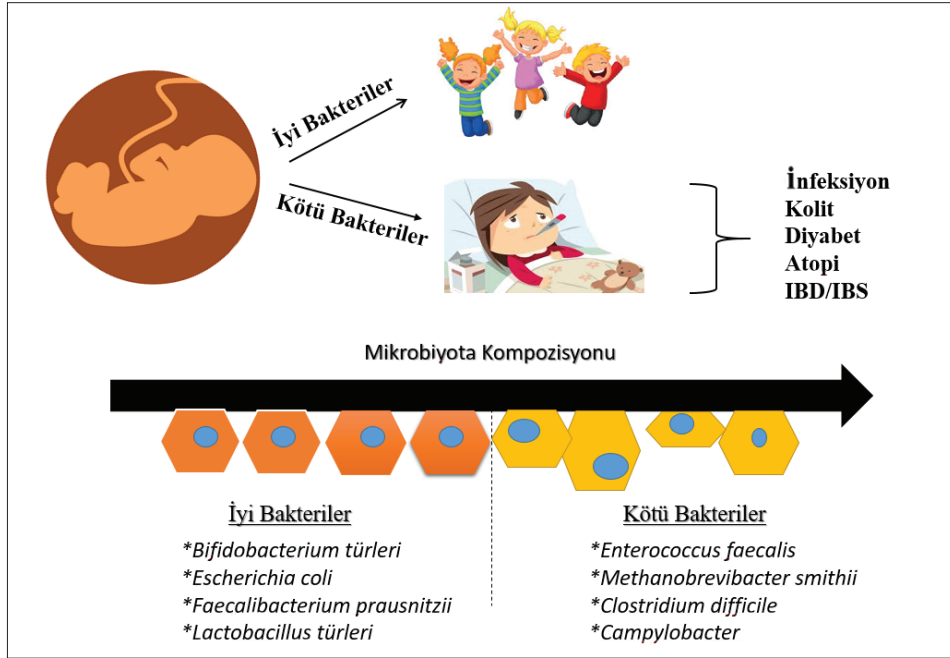 İyi Bakteriler
Kötü Bakteriler
İnfeksiyon
Kolit
Diyabet
Atopi
IBD/IBS
Mikrobiyota Kompozisyonu
İyi Bakteriler
*Bifidobacterium türleri
*Escherichia coli
*Faecalibacterium prausnitzii
*Lactobacillus türleri
Kötü Bakteriler
*Enterococcus faecalis
*Methanobrevibacter smithii
*Clostridium difficile
*Campylobacter